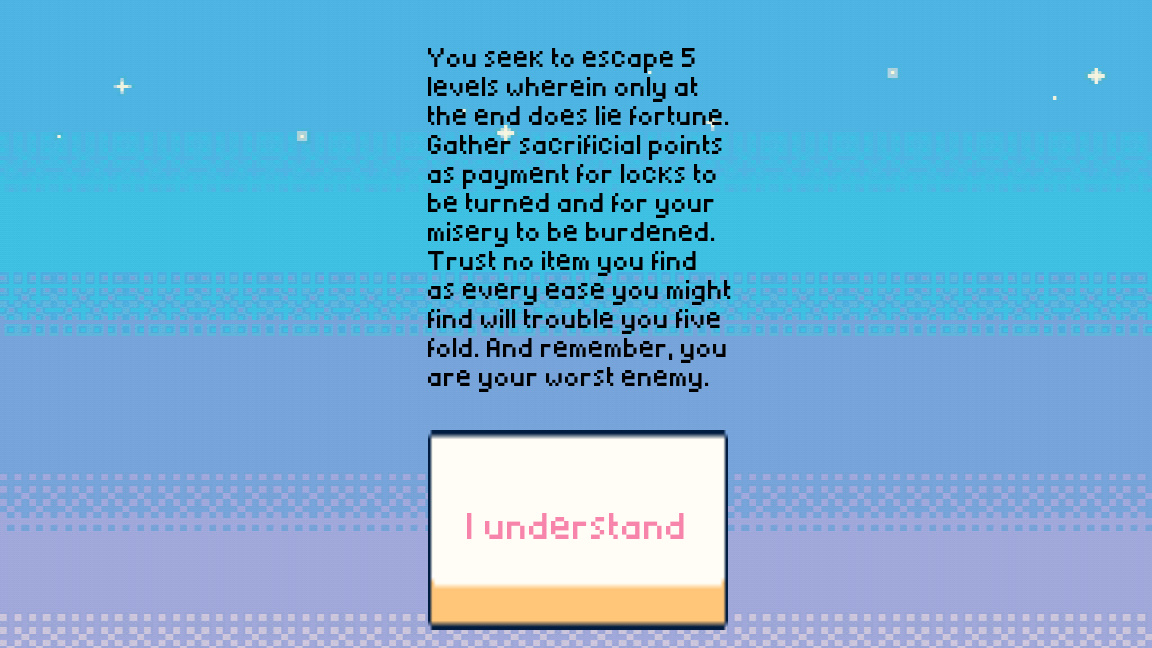 You seek to escape 5
levels wherein only at
the end does lie fortune.
Gather sacrificial points
as payment for locks to
be turned and for your
misery to be burdened.
Trust no item you find
as every ease you might
find will trouble you five
fold. And remember, you
are your worst enemy.
I understand